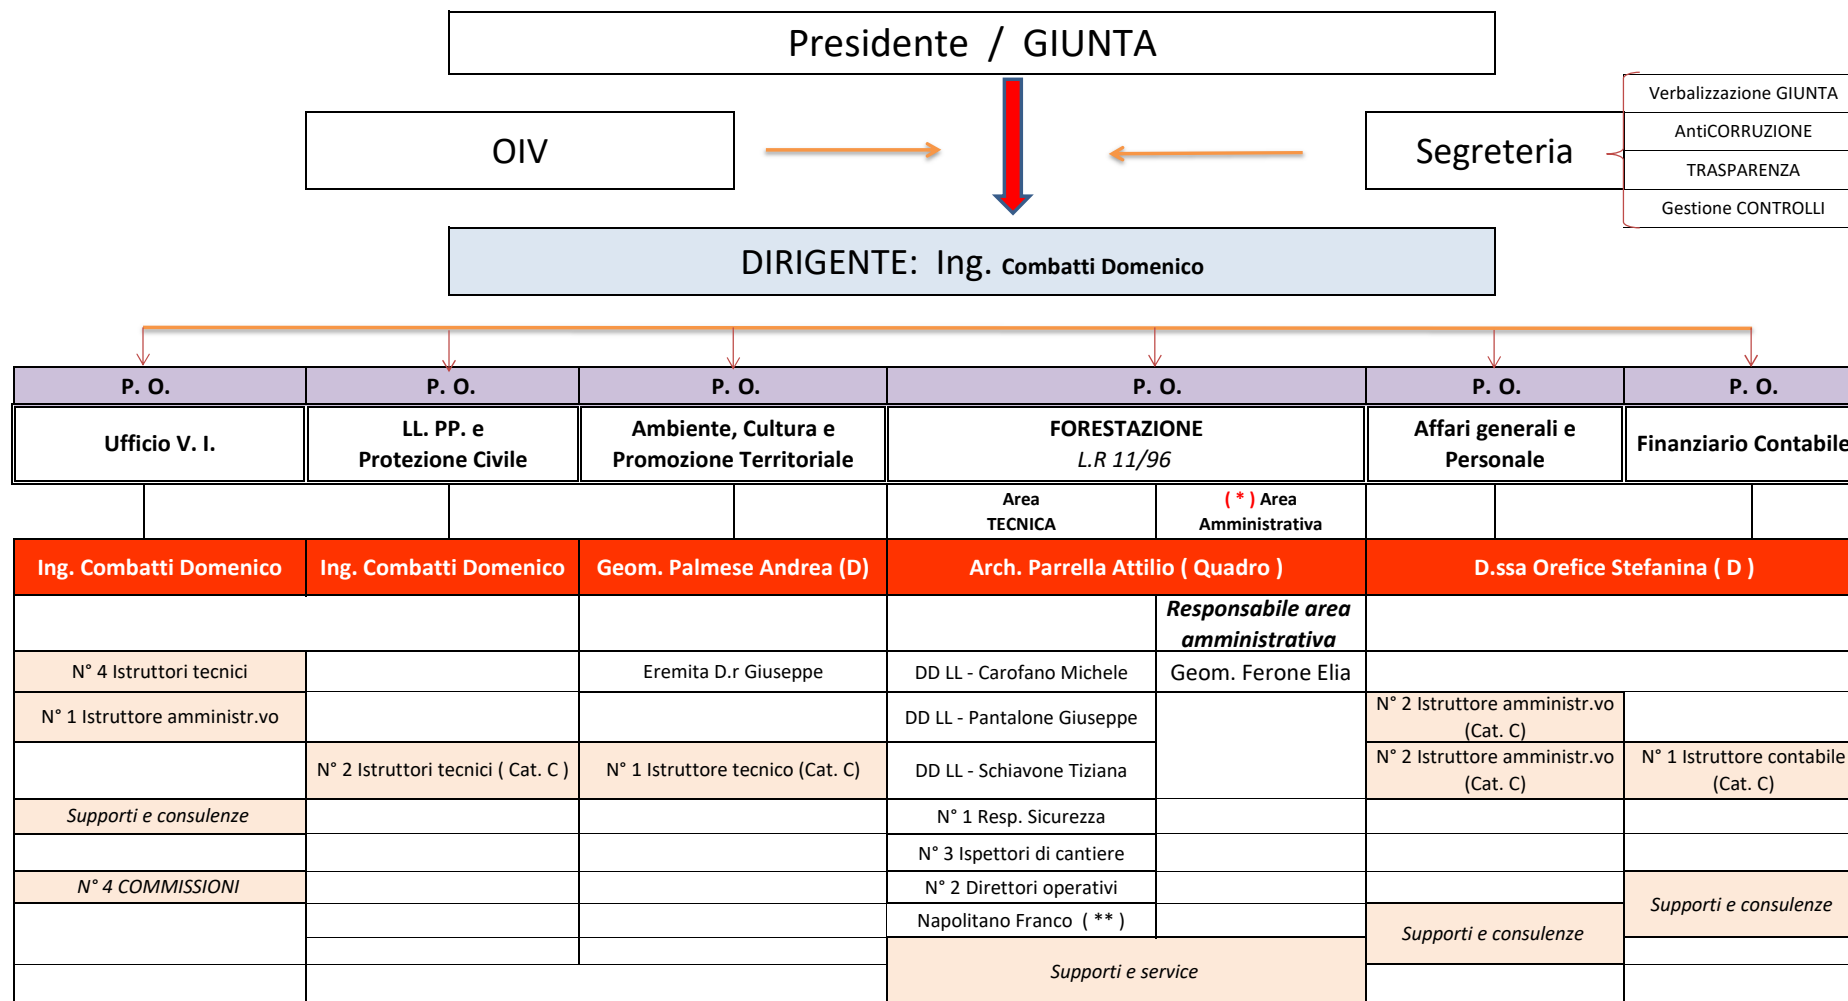 Presidente / GIUNTA
Verbalizzazione GIUNTA
OIV
Segreteria
AntiCORRUZIONE
TRASPARENZA
Gestione CONTROLLI
DIRIGENTE: Ing. Combatti Domenico
P. O.
P. O.
P. O.
P. O.
P. O.
P. O.
Ufficio V. I.
LL. PP. e
Protezione Civile
Ambiente, Cultura e
Promozione Territoriale
FORESTAZIONE
L.R 11/96
Affari generali e
Personale
Finanziario Contabile
Area
TECNICA
( * ) Area
Amministrativa
Ing. Combatti Domenico
Ing. Combatti Domenico
Geom. Palmese Andrea (D)
Arch. Parrella Attilio ( Quadro )
D.ssa Orefice Stefanina ( D )
Responsabile area
amministrativa
N° 4 Istruttori tecnici
Eremita D.r Giuseppe
DD LL - Carofano Michele
Geom. Ferone Elia
N° 1 Istruttore amministr.vo
DD LL - Pantalone Giuseppe
N° 2 Istruttore amministr.vo
(Cat. C)
N° 2 Istruttori tecnici ( Cat. C )
N° 1 Istruttore tecnico (Cat. C)
DD LL - Schiavone Tiziana
N° 2 Istruttore amministr.vo
(Cat. C)
N° 1 Istruttore contabile
(Cat. C)
Supporti e consulenze
N° 1 Resp. Sicurezza
N° 3 Ispettori di cantiere
N° 4 COMMISSIONI
N° 2 Direttori operativi
Supporti e consulenze
Napolitano Franco ( ** )
Supporti e consulenze
Supporti e service